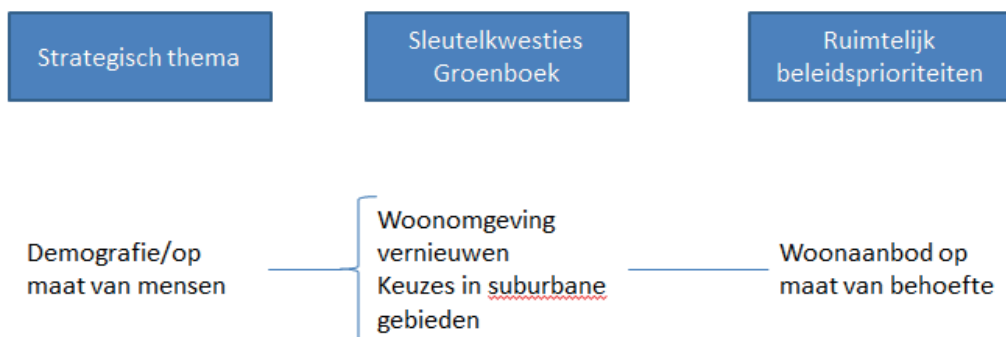 Strategisch thema
Sleutelkwesties
Groenboek
Ruimtelijk
beleidsprioriteiten
Demografie/op
maat van mensen
Woonomgeving
vernieuwen
Keuzes in suburbane
gebieden
Woonaanbod op
maat van behoefte